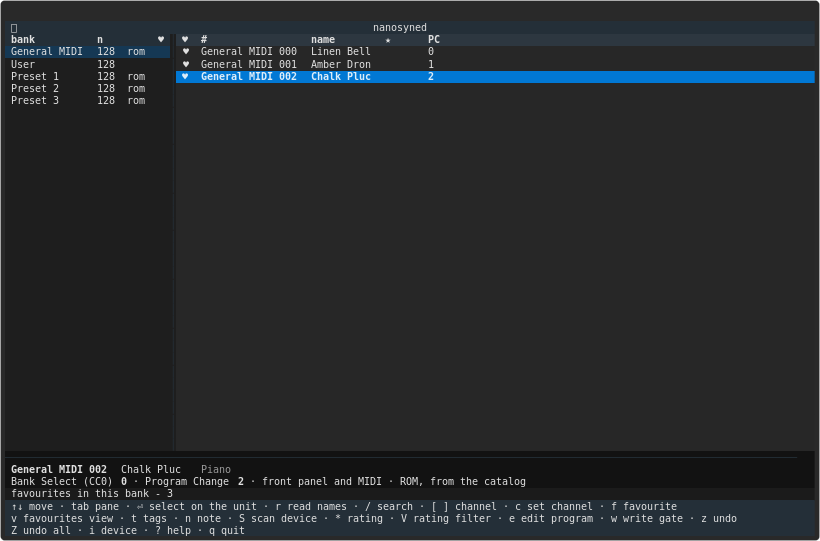 nanosyned
bank n ♥ ♥ # name ★ PC
General MIDI 128 rom ♥ General MIDI 000 Linen Bell 0
User 128 ♥ General MIDI 001 Amber Dron 1
Preset 1 128 rom ♥ General MIDI 002 Chalk Pluc 2
Preset 2 128 rom
Preset 3 128 rom
General MIDI 002 Chalk Pluc Piano
Bank Select (CC0) 0 · Program Change 2 · front panel and MIDI · ROM, from the catalog
favourites in this bank - 3
↑↓ move · tab pane · ⏎ select on the unit · r read names · / search · [ ] channel · c set channel · f favourite
v favourites view · t tags · n note · S scan device · * rating · V rating filter · e edit program · w write gate · z undo
Z undo all · i device · ? help · q quit